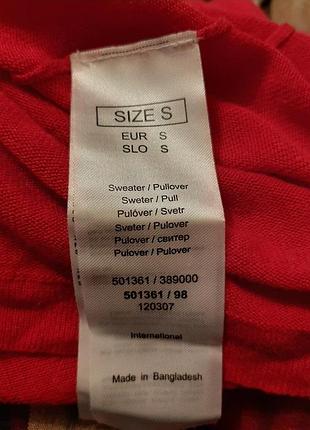 SIZE S
EUR S
SLO S
Sweater / Pullover
Sweter / Pull
Pulóver / Svetr
Sveter / Pulover
Pulover / свитер
Pulover / Pulover
501361 / 389000
501361 / 98
120307
International
Made in Bangladesh